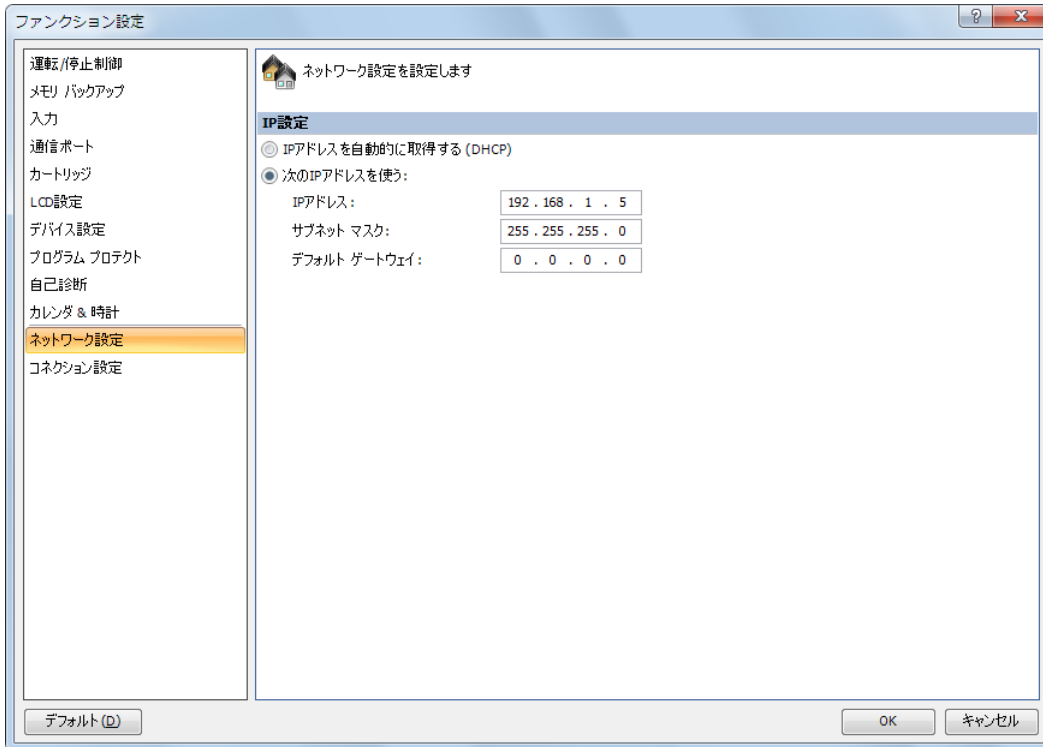 ファンクション設定
運転/停止制御
メモリ バックアップ
入力
通信ポート
カートリッジ
LCD設定
デバイス設定
プログラム プロテクト
自己診断
カレンダ & 時計
ネットワーク設定
コネクション設定
ネットワーク設定を設定します
IP設定
IPアドレスを自動的に取得する (DHCP)
次のIPアドレスを使う:
IPアドレス: 192 . 168 . 1 . 5
サブネット マスク: 255 . 255 . 255 . 0
デフォルト ゲートウェイ: 0 . 0 . 0 . 0
デフォルト(D) OK キャンセル